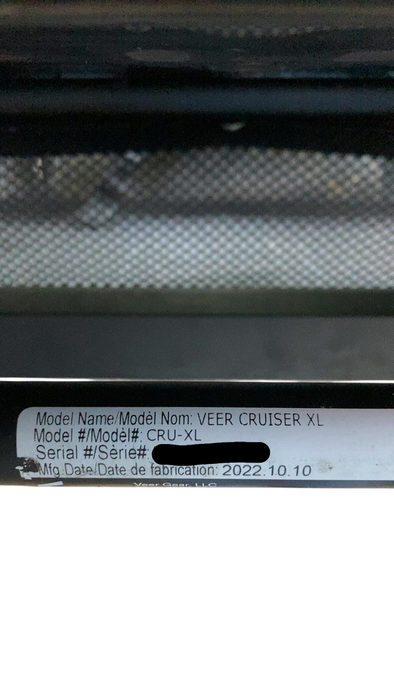 Model Name/Modèl Nom: VEER CRUISER XL
Model #/Modèl#: CRU-XL
Serial #/Sèrie#:
Mfg.Date/Date de fabrication: 2022.10.10
Veer Gear, LLC